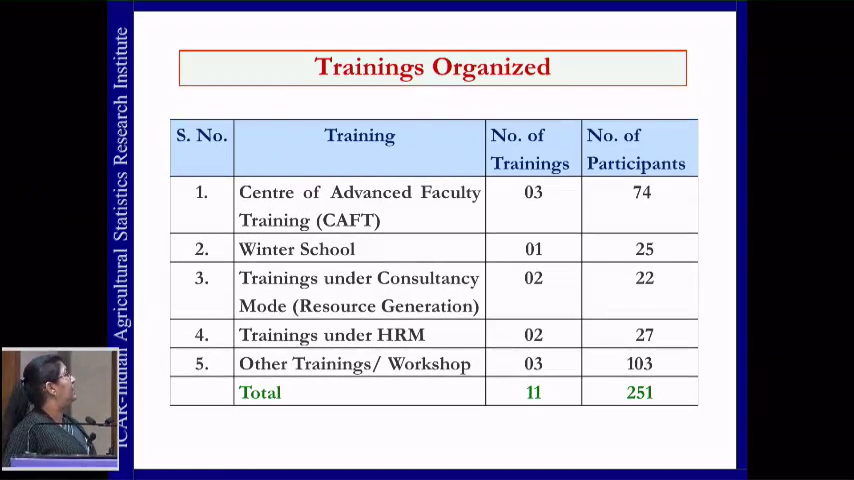 Trainings Organized
S. No. Training No. of Trainings No. of Participants
1. Centre of Advanced Faculty Training (CAFT) 03 74
2. Winter School 01 25
3. Trainings under Consultancy Mode (Resource Generation) 02 22
4. Trainings under HRM 02 27
5. Other Trainings/ Workshop 03 103
Total 11 251
ICAR-Indian Agricultural Statistics Research Institute